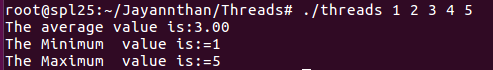 root@spl25:~/Jayannthan/Threads# ./threads 1 2 3 4 5
The average value is:3.00
The Minimum  value is:=1
The Maximum  value is:=5